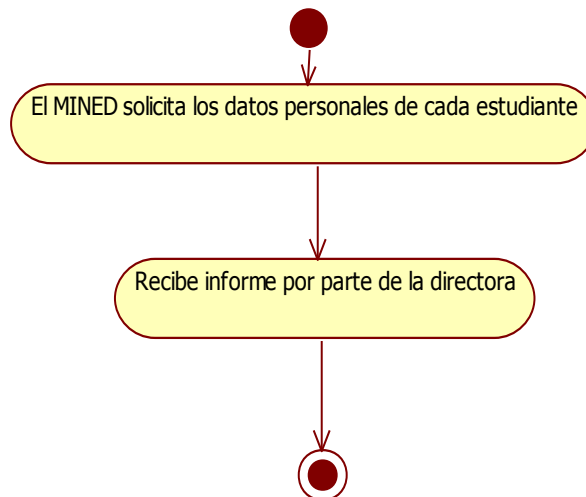 El MINED solicita los datos personales de cada estudiante
Recibe informe por parte de la directora